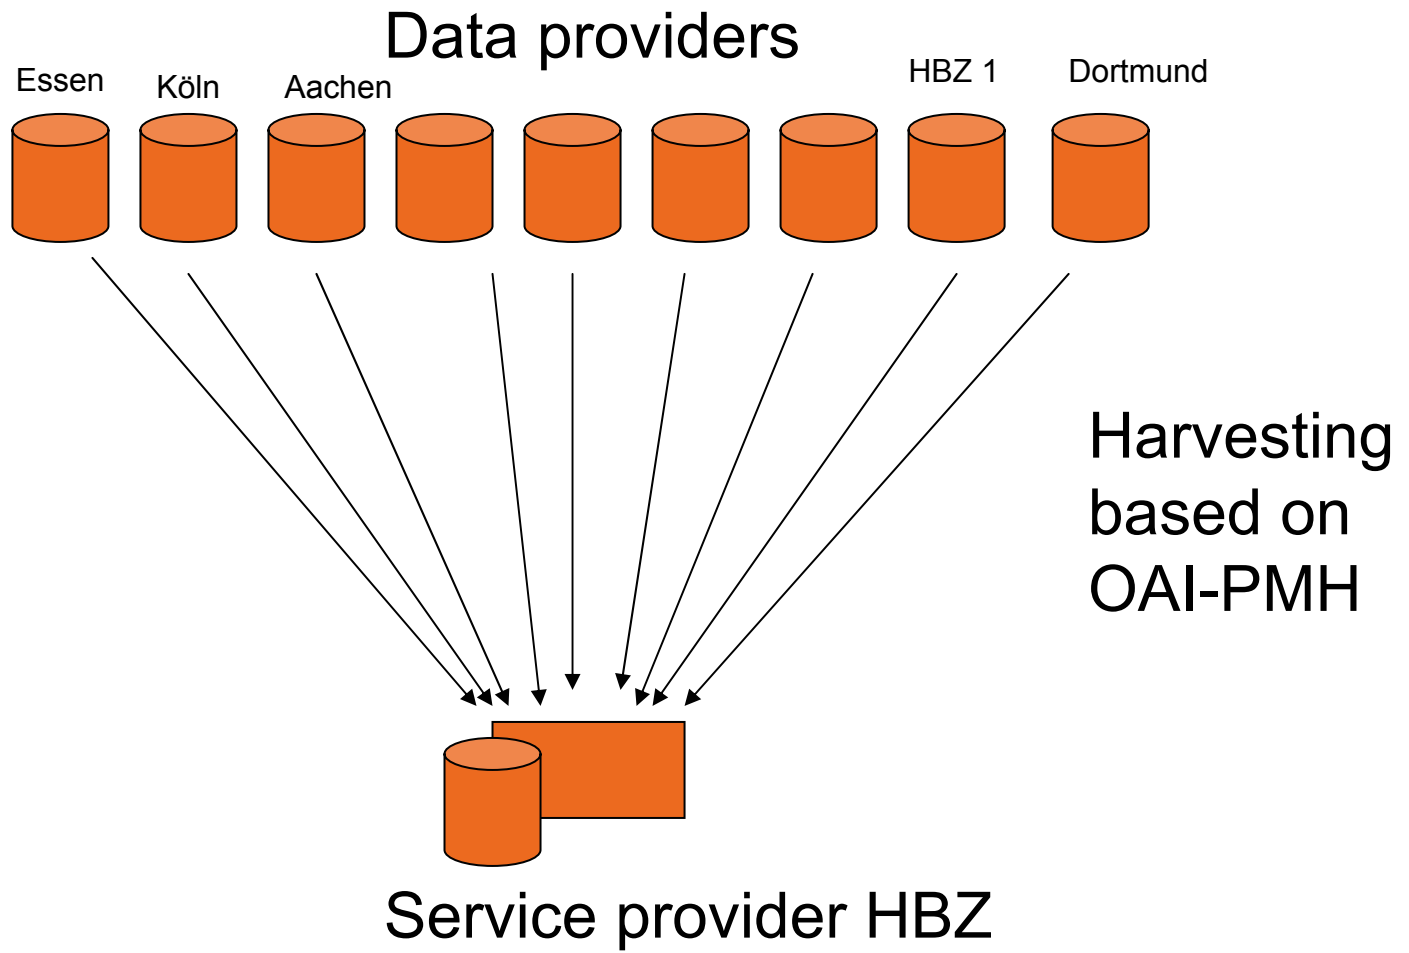 Data providers
Essen
Köln
Aachen
HBZ 1
Dortmund
Harvesting
based on
OAI-PMH
Service provider HBZ